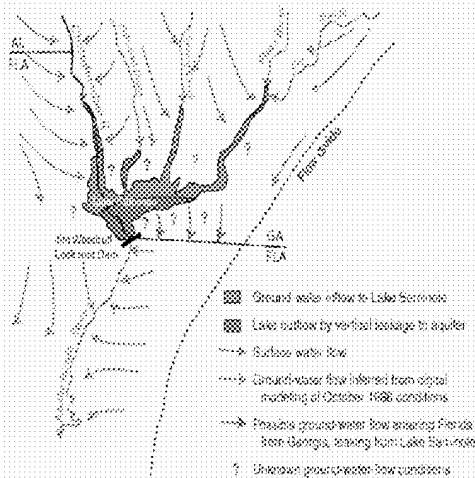 AL
FLA
?
?
?
?
Flow divide
?
?
?
?
Jim Woodruff
Lock and Dam
GA
FLA
Ground-water inflow to Lake Seminole
Lake outflow by vertical leakage to aquifer
Surface water flow
Ground-water flow inferred from digital
modeling of October 1986 conditions
Possible ground-water flow entering Florida
from Georgia, leaking from Lake Seminole
? Unknown ground-water-flow conditions